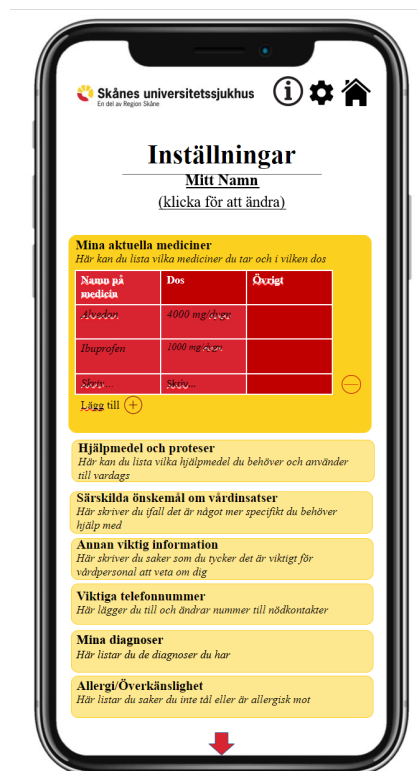 Skånes universitetssjukhus
En del av Region Skåne
Inställningar
Mitt Namn
(klicka för att ändra)
Mina aktuella mediciner
Här kan du lista vilka mediciner du tar och i vilken dos
Namn på medicin Dos Övrigt
Alvedon 4000 mg/dygn
Ibuprofen 1000 mg/dygn
Skriv... Skriv...
Lägg till
Hjälpmedel och proteser
Här kan du lista vilka hjälpmedel du behöver och använder
till vardags
Särskilda önskemål om vårdinsatser
Här skriver du ifall det är något mer specifikt du behöver
hjälp med
Annan viktig information
Här skriver du saker som du tycker det är viktigt för
vårdpersonal att veta om dig
Viktiga telefonnummer
Här lägger du till och ändrar nummer till nödkontakter
Mina diagnoser
Här listar du de diagnoser du har
Allergi/Överkänslighet
Här listar du saker du inte tål eller är allergisk mot